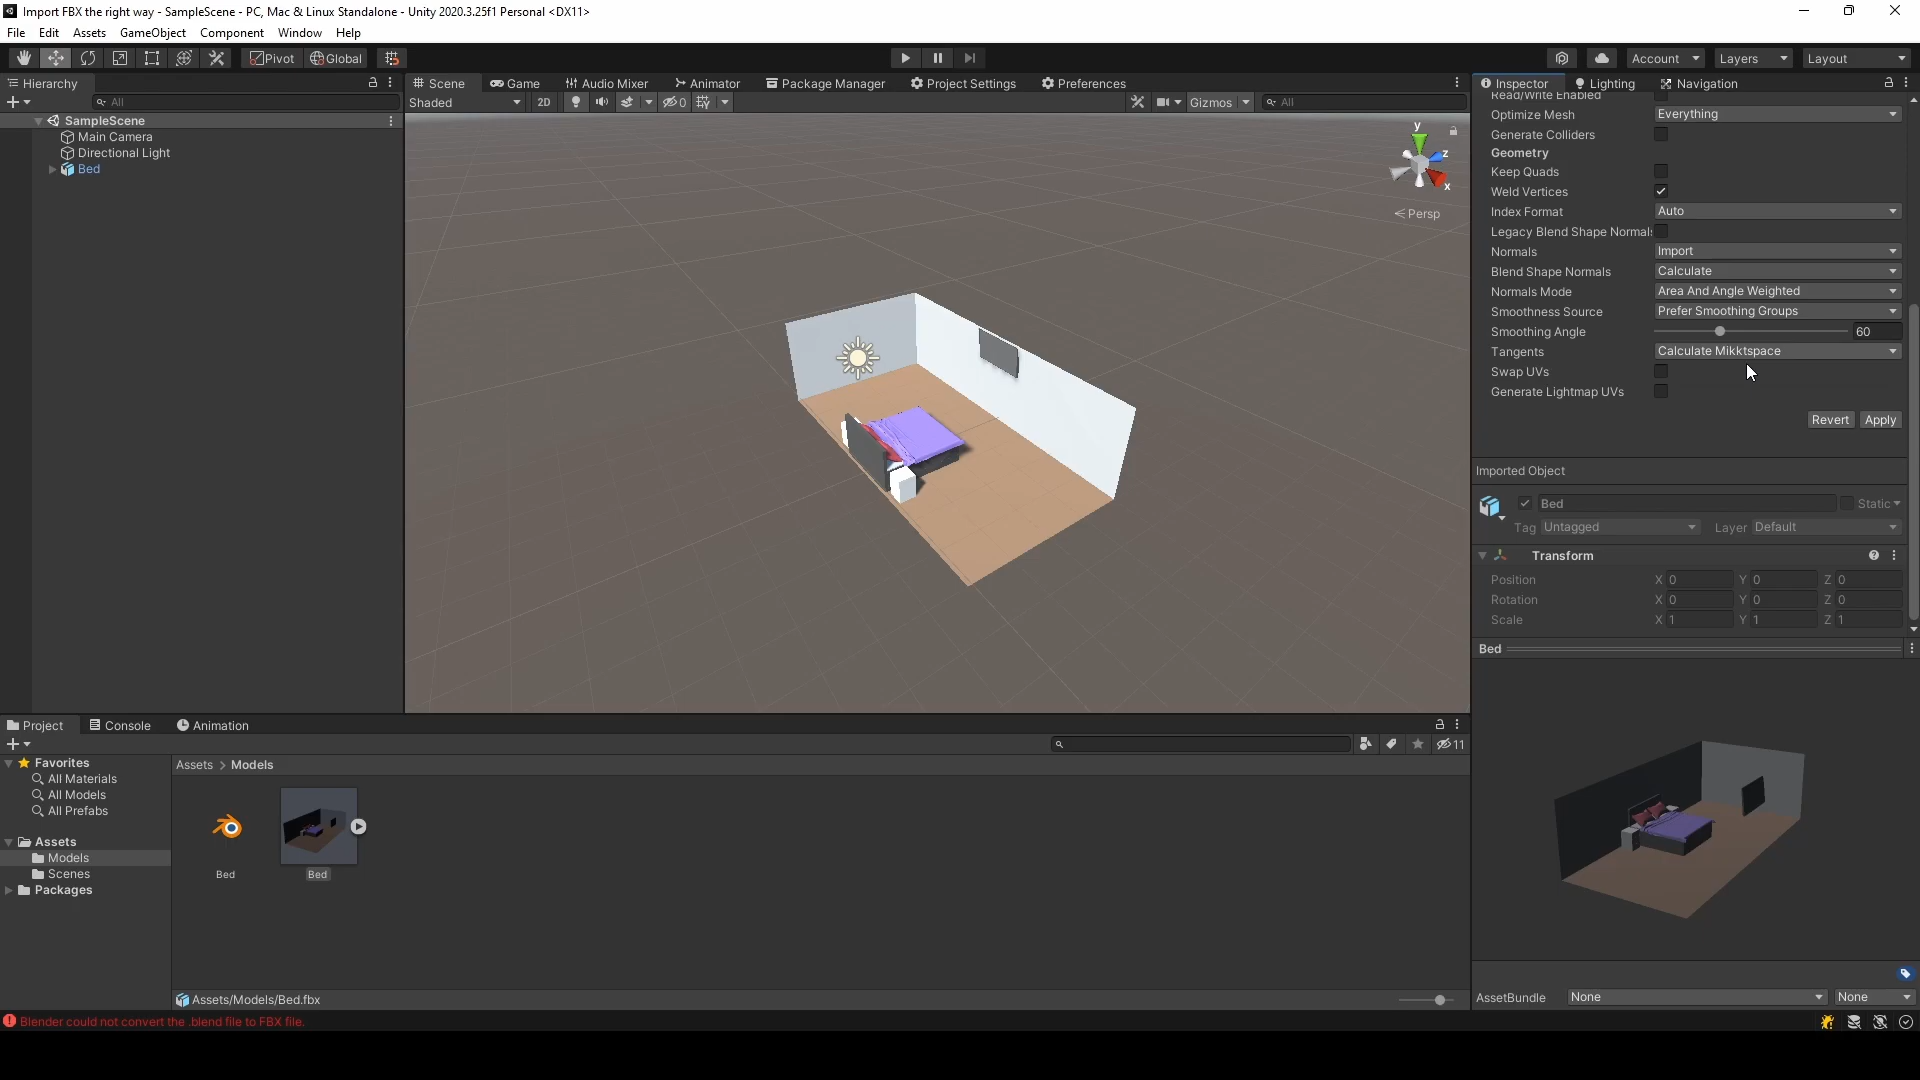 Import FBX the right way - SampleScene - PC, Mac & Linux Standalone - Unity 2020.3.25f1 Personal <DX11>
File Edit Assets GameObject Component Window Help
Pivot Global Account Layers Layout
Hierarchy Scene Game Audio Mixer Animator Package Manager Project Settings Preferences Inspector Lighting Navigation
All Shaded 2D 0 Gizmos All
Read/Write Enabled
Optimize Mesh Everything
Generate Colliders
Geometry
Keep Quads
Weld Vertices
Index Format Auto
Legacy Blend Shape Normals
Normals Import
Blend Shape Normals Calculate
Normals Mode Area And Angle Weighted
Smoothness Source Prefer Smoothing Groups
Smoothing Angle 60
Tangents Calculate Mikktspace
Swap UVs
Generate Lightmap UVs
Revert Apply
SampleScene
Main Camera
Directional Light
Bed
y
z
x
Persp
Imported Object
Bed Static
Tag Untagged Layer Default
Transform
Position X 0 Y 0 Z 0
Rotation X 0 Y 0 Z 0
Scale X 1 Y 1 Z 1
Bed
Project Console Animation
11
Favorites
All Materials
All Models
All Prefabs
Assets
Models
Scenes
Packages
Assets > Models
Bed
Bed
Assets/Models/Bed.fbx
AssetBundle None None
Blender could not convert the .blend file to FBX file.